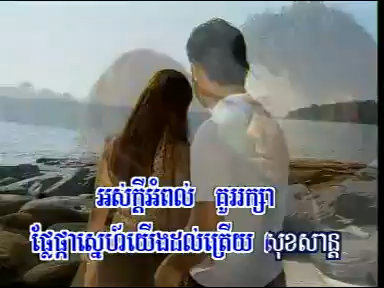 អស់ក្ដីអំពល់ គួររក្សា
ផ្លែផ្កាស្នេហ៍យើងដល់ត្រើយ សុខសាន្ត